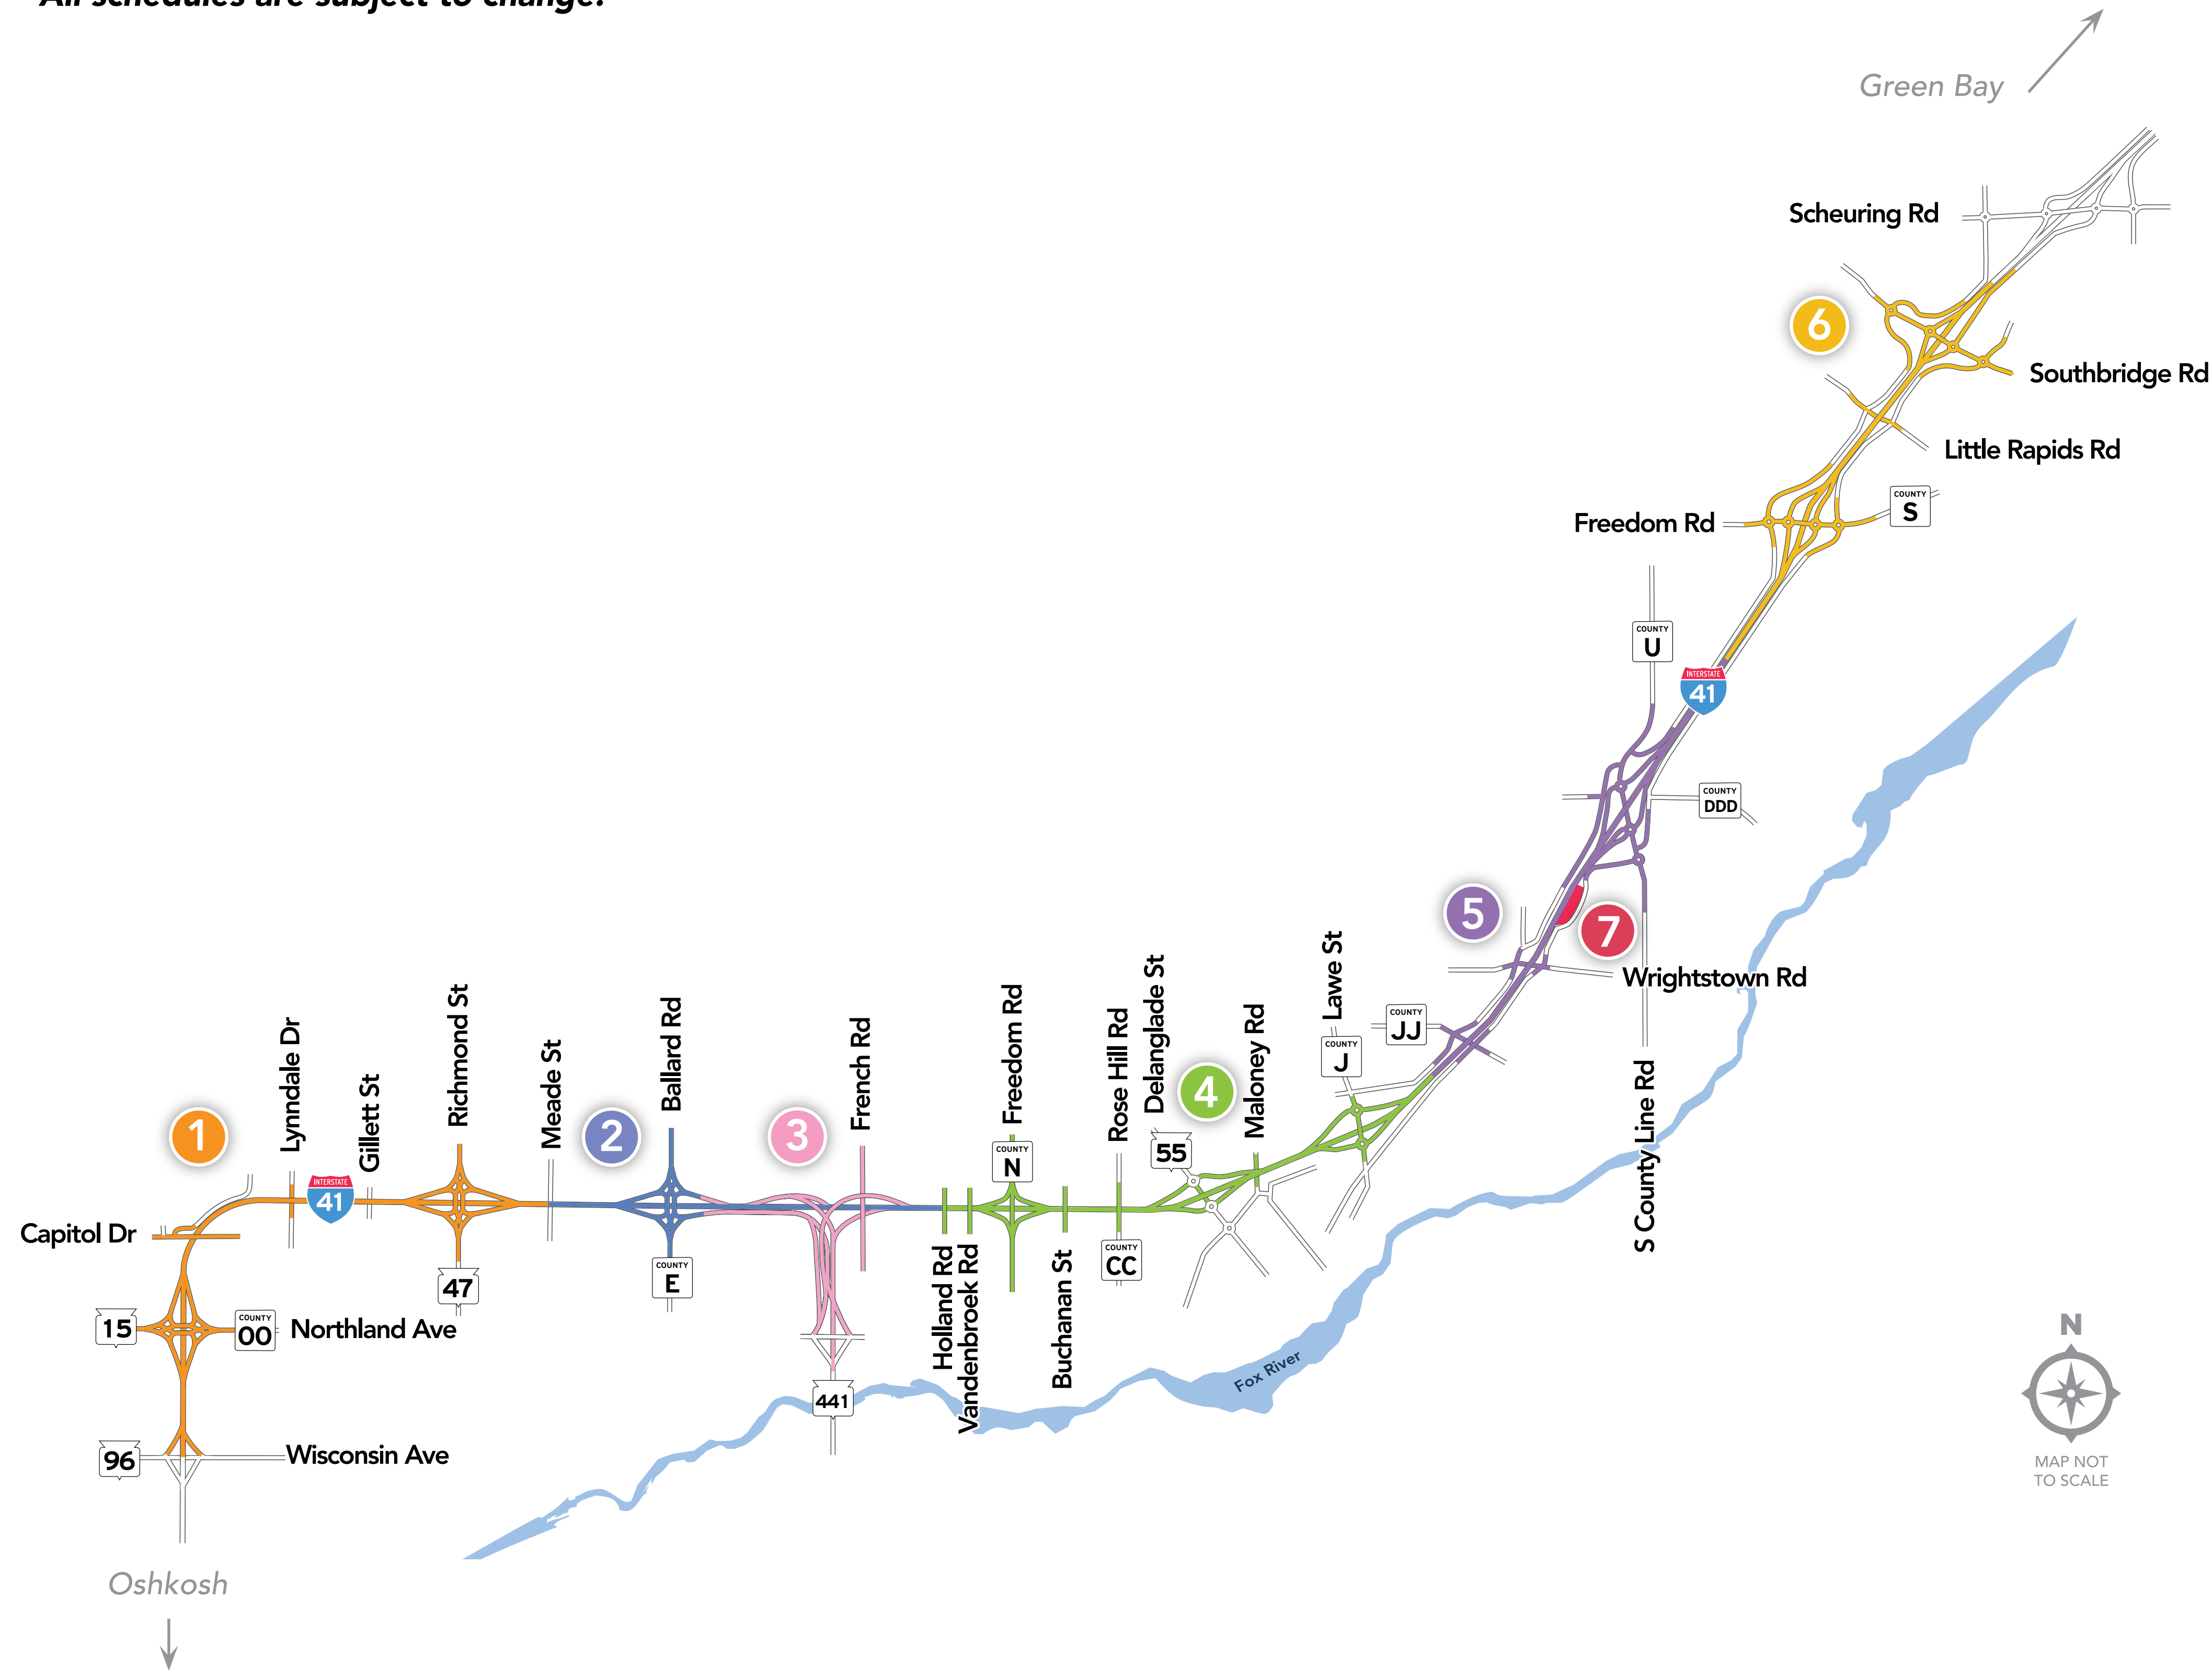 All schedules are subject to change.
Green Bay
Scheuring Rd
6
Southbridge Rd
Little Rapids Rd
COUNTY
S
Freedom Rd
COUNTY
U
INTERSTATE
41
COUNTY
DDD
5
7
Wrightstown Rd
Lawe St
COUNTY
JJ
COUNTY
J
S County Line Rd
Delanglade St
Maloney Rd
4
55
Rose Hill Rd
COUNTY
CC
Freedom Rd
COUNTY
N
Buchanan St
Holland Rd
Vandenbroek Rd
French Rd
3
441
Ballard Rd
2
COUNTY
E
Meade St
Richmond St
47
Gillett St
Lynndale Dr
1
INTERSTATE
41
Capitol Dr
15
COUNTY
00
Northland Ave
96
Wisconsin Ave
Fox River
Oshkosh
N
MAP NOT
TO SCALE